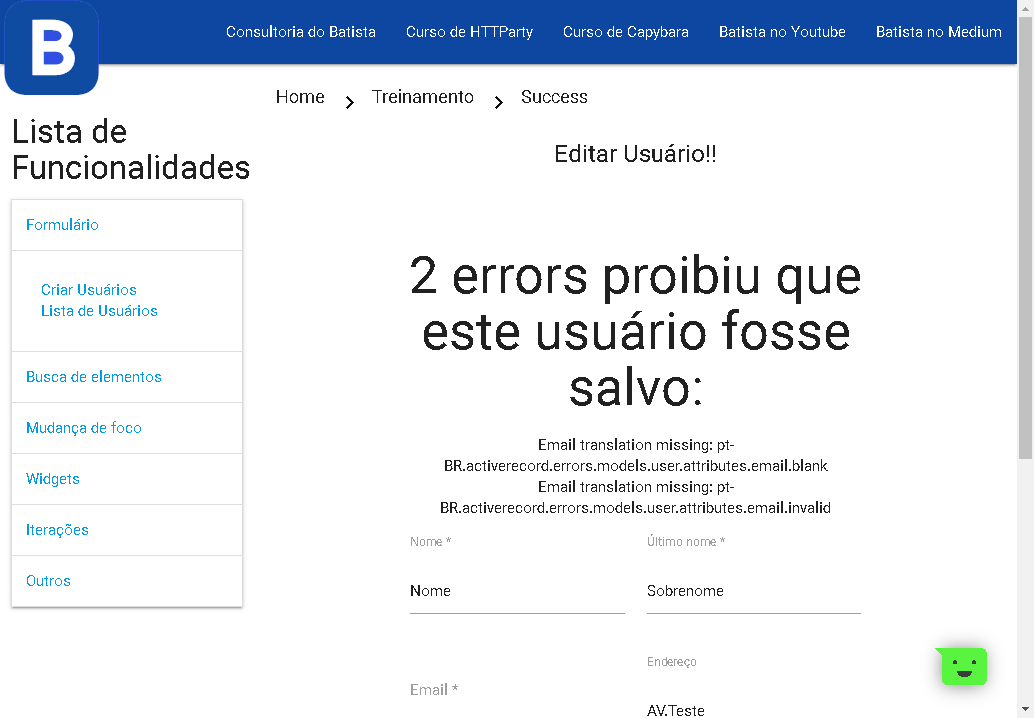 B
Consultoria do Batista
Curso de HTTParty
Curso de Capybara
Batista no Youtube
Batista no Medium
Home
Treinamento
Success
Lista de
Funcionalidades
Formulário
Criar Usuários
Lista de Usuários
Busca de elementos
Mudança de foco
Widgets
Iterações
Outros
Editar Usuário!!
2 errors proibiu que
este usuário fosse
salvo:
Email translation missing: pt-
BR.activerecord.errors.models.user.attributes.email.blank
Email translation missing: pt-
BR.activerecord.errors.models.user.attributes.email.invalid
Nome *
Nome
Último nome *
Sobrenome
Email *
Endereço
AV.Teste